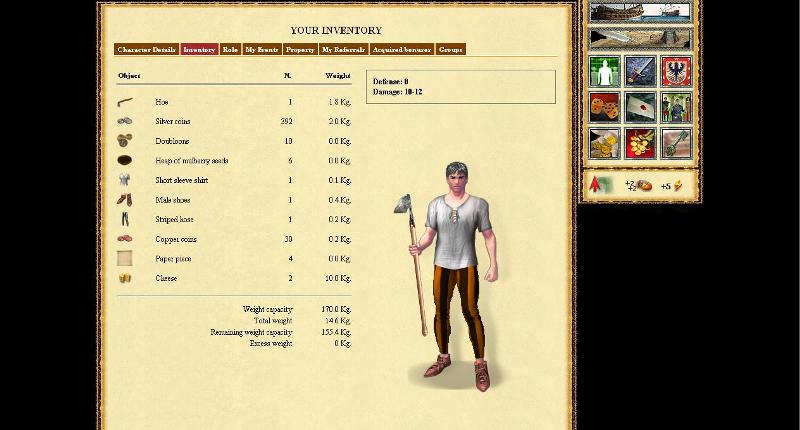 YOUR INVENTORY
Character Details Inventory Role My Events Property My Referrals Acquired bonuses Groups
Object N. Weight
Hoe 1 1.8 Kg.
Silver coins 392 2.0 Kg.
Doubloons 10 0.0 Kg.
Heap of mulberry seeds 6 0.0 Kg.
Short sleeve shirt 1 0.1 Kg.
Male shoes 1 0.4 Kg.
Striped hose 1 0.2 Kg.
Copper coins 30 0.2 Kg.
Paper piece 4 0.0 Kg.
Cheese 2 10.0 Kg.
Weight capacity 170.0 Kg.
Total weight 14.6 Kg.
Remaining weight capacity 155.4 Kg.
Excess weight 0 Kg.
Defense: 0
Damage: 10-12
+5